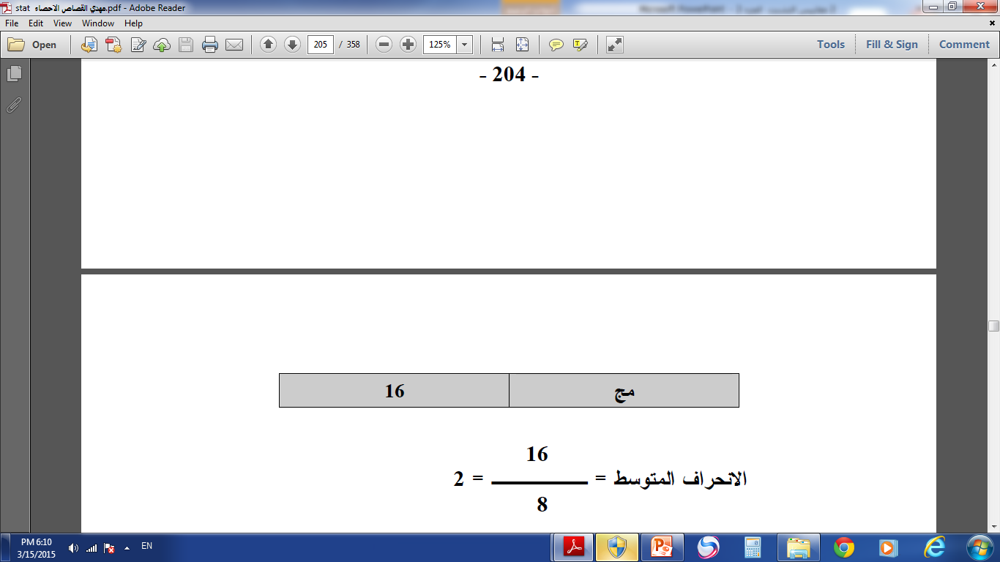 stat مهدي القصاص الاحصاء.pdf - Adobe Reader
File Edit View Window Help
Open 205 / 358 125% Tools Fill & Sign Comment
- 204 -
مج 16
16
الانحراف المتوسط = ــــــــــ = 2
8
PM 6:10
3/15/2015
EN